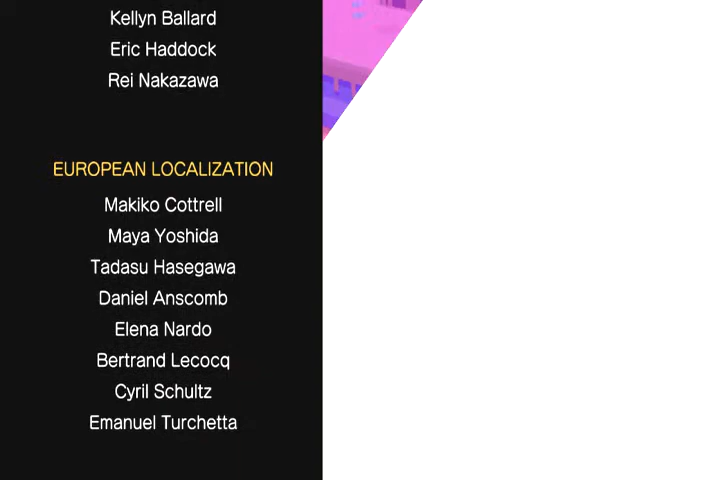 Kellyn Ballard
Eric Haddock
Rei Nakazawa
EUROPEAN LOCALIZATION
Makiko Cottrell
Maya Yoshida
Tadasu Hasegawa
Daniel Anscomb
Elena Nardo
Bertrand Lecocq
Cyril Schultz
Emanuel Turchetta